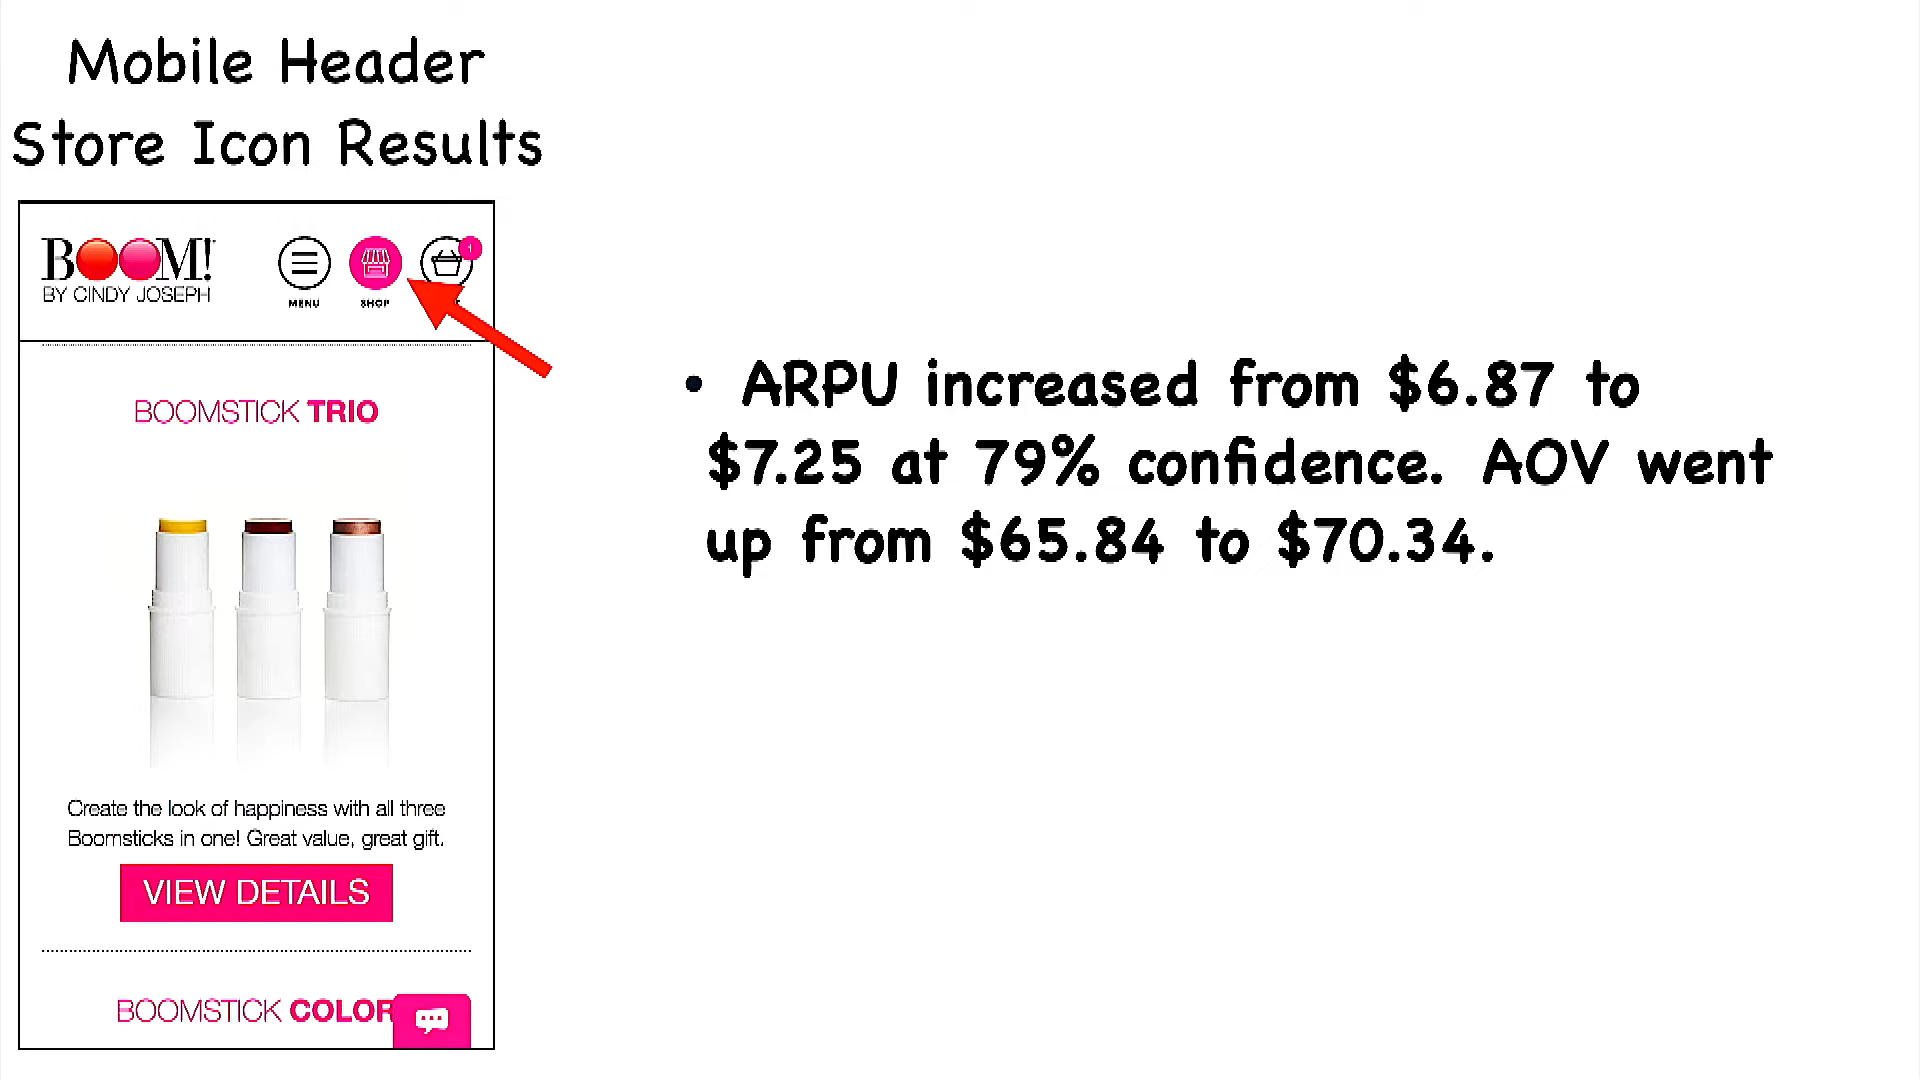 Mobile Header
Store Icon Results
BOOM!
BY CINDY JOSEPH
MENU
SHOP
1
BOOMSTICK TRIO
Create the look of happiness with all three
Boomsticks in one! Great value, great gift.
VIEW DETAILS
BOOMSTICK COLOR
• ARPU increased from $6.87 to
$7.25 at 79% confidence. AOV went
up from $65.84 to $70.34.